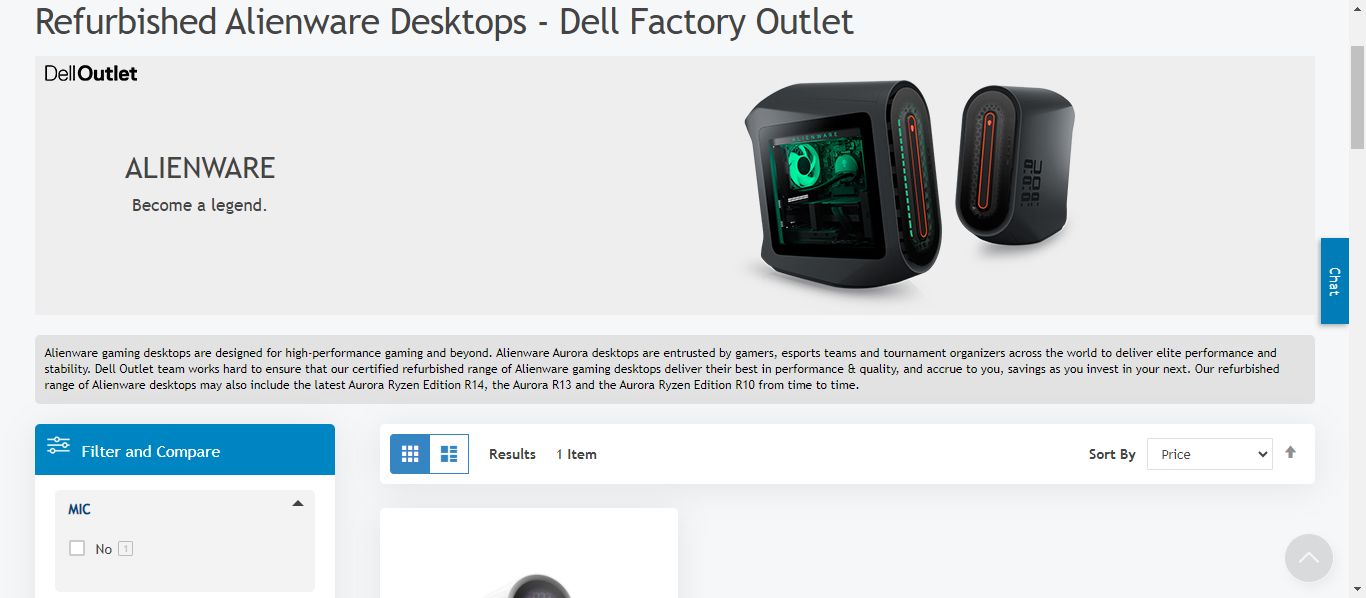 Refurbished Alienware Desktops - Dell Factory Outlet
DellOutlet
ALIENWARE
ALIENWARE
Become a legend.
Chat
Alienware gaming desktops are designed for high-performance gaming and beyond. Alienware Aurora desktops are entrusted by gamers, esports teams and tournament organizers across the world to deliver elite performance and
stability. Dell Outlet team works hard to ensure that our certified refurbished range of Alienware gaming desktops deliver their best in performance & quality, and accrue to you, savings as you invest in your next. Our refurbished
range of Alienware desktops may also include the latest Aurora Ryzen Edition R14, the Aurora R13 and the Aurora Ryzen Edition R10 from time to time.
Filter and Compare
Results 1 Item
Sort By Price
MIC
No 1